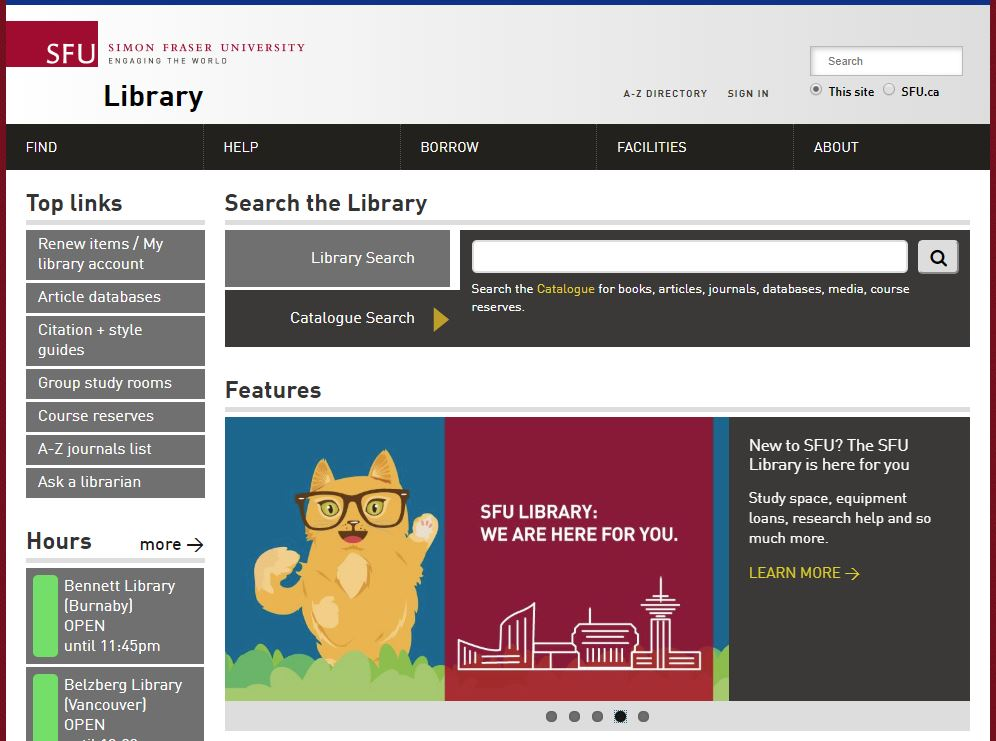 SFU
SIMON FRASER UNIVERSITY
ENGAGING THE WORLD
Library
A-Z DIRECTORY
SIGN IN
Search
This site
SFU.ca
FIND
HELP
BORROW
FACILITIES
ABOUT
Top links
Renew items / My
library account
Article databases
Citation + style
guides
Group study rooms
Course reserves
A-Z journals list
Ask a librarian
Hours
more
Bennett Library
(Burnaby)
OPEN
until 11:45pm
Belzberg Library
(Vancouver)
OPEN
Search the Library
Library Search
Catalogue Search
Search the Catalogue for books, articles, journals, databases, media, course
reserves.
Features
SFU LIBRARY:
WE ARE HERE FOR YOU.
New to SFU? The SFU
Library is here for you
Study space, equipment
loans, research help and so
much more.
LEARN MORE